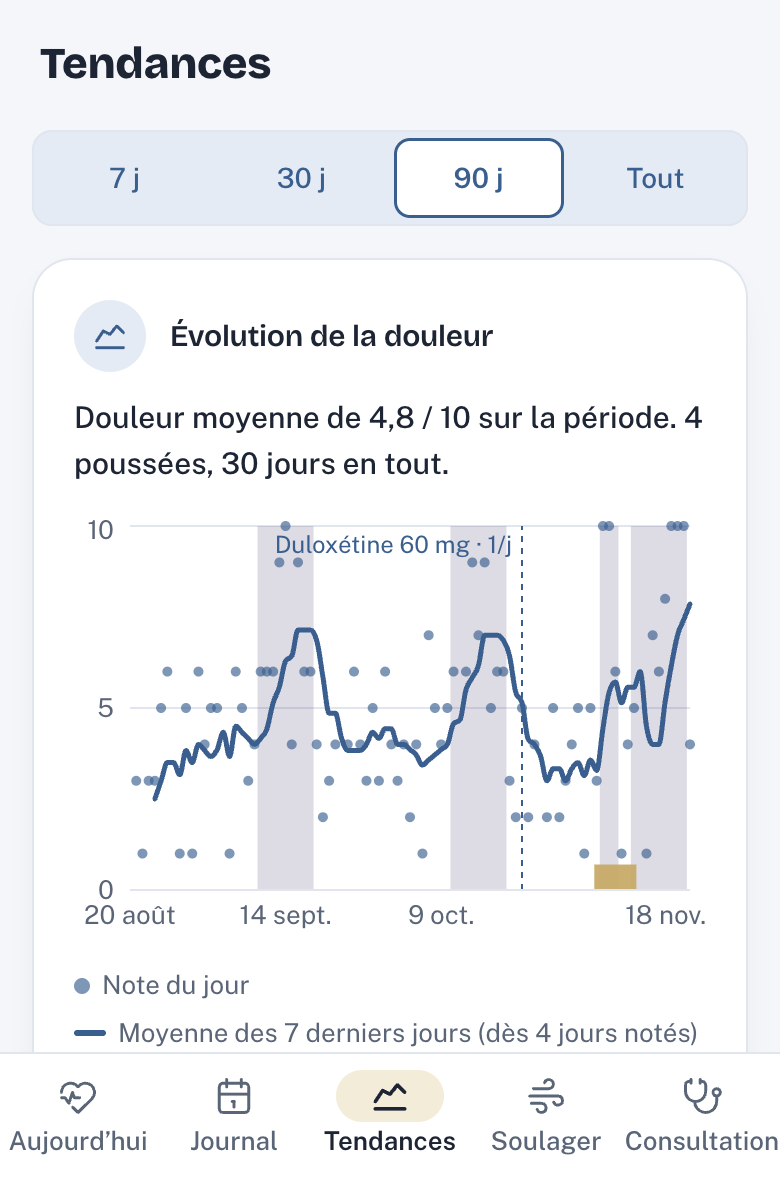 Tendances
7 j
30 j
90 j
Tout
Évolution de la douleur
Douleur moyenne de 4,8 / 10 sur la période. 4
poussées, 30 jours en tout.
10
Duloxétine 60 mg · 1/j
5
0
20 août
14 sept.
9 oct.
18 nov.
Note du jour
Moyenne des 7 derniers jours (dès 4 jours notés)
Aujourd’hui
Journal
Tendances
Soulager
Consultation